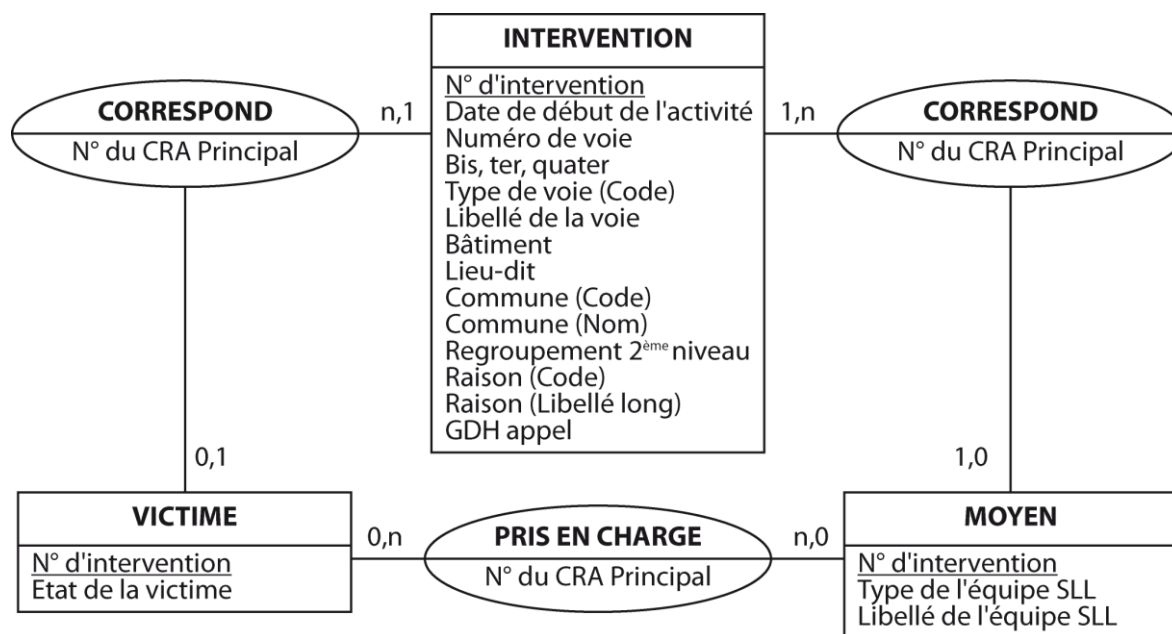 INTERVENTION
N° d'intervention
Date de début de l'activité
Numéro de voie
Bis, ter, quater
Type de voie (Code)
Libellé de la voie
Bâtiment
Lieu-dit
Commune (Code)
Commune (Nom)
Regroupement 2ème niveau
Raison (Code)
Raison (Libellé long)
GDH appel
CORRESPOND
N° du CRA Principal
n,1
1,n
CORRESPOND
N° du CRA Principal
0,1
1,0
VICTIME
N° d'intervention
Etat de la victime
0,n
PRIS EN CHARGE
N° du CRA Principal
n,0
MOYEN
N° d'intervention
Type de l'équipe SLL
Libellé de l'équipe SLL